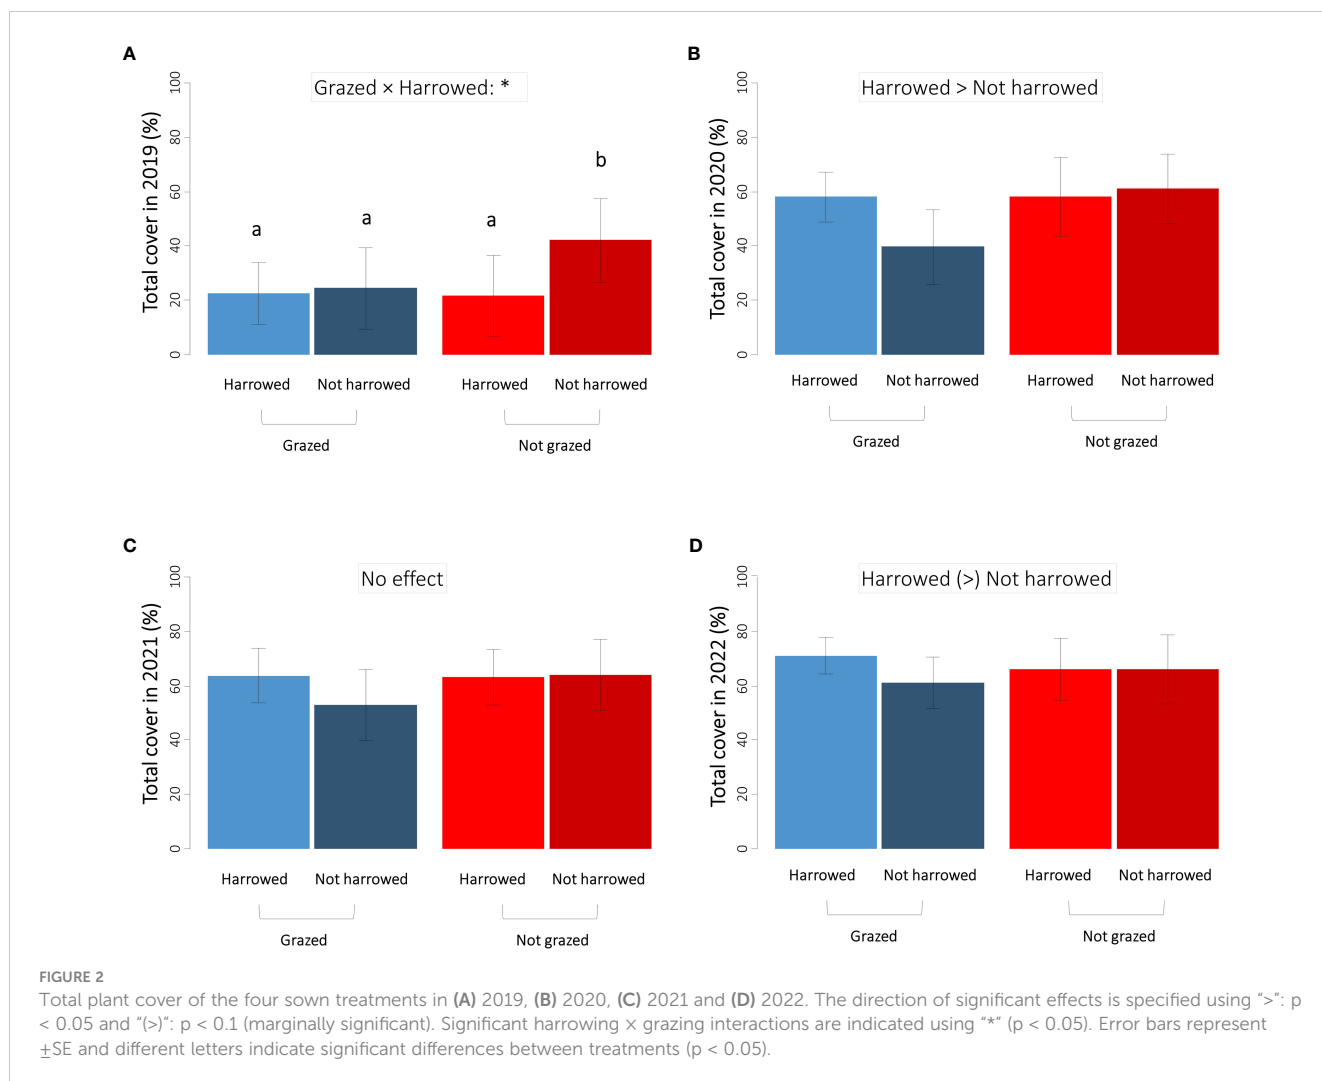 A
Grazed × Harrowed: *
Total cover in 2019 (%)
100
80
60
40
20
0
a
a
a
b
Harrowed
Not harrowed
Harrowed
Not harrowed
Grazed
Not grazed
B
Harrowed > Not harrowed
Total cover in 2020 (%)
100
80
60
40
20
0
Harrowed
Not harrowed
Harrowed
Not harrowed
Grazed
Not grazed
C
No effect
Total cover in 2021 (%)
100
80
60
40
20
0
Harrowed
Not harrowed
Harrowed
Not harrowed
Grazed
Not grazed
D
Harrowed (>) Not harrowed
Total cover in 2022 (%)
100
80
60
40
20
0
Harrowed
Not harrowed
Harrowed
Not harrowed
Grazed
Not grazed
FIGURE 2
Total plant cover of the four sown treatments in (A) 2019, (B) 2020, (C) 2021 and (D) 2022. The direction of significant effects is specified using “>”: p
< 0.05 and “(>)“: p < 0.1 (marginally significant). Significant harrowing × grazing interactions are indicated using “*” (p < 0.05). Error bars represent
±SE and different letters indicate significant differences between treatments (p < 0.05).